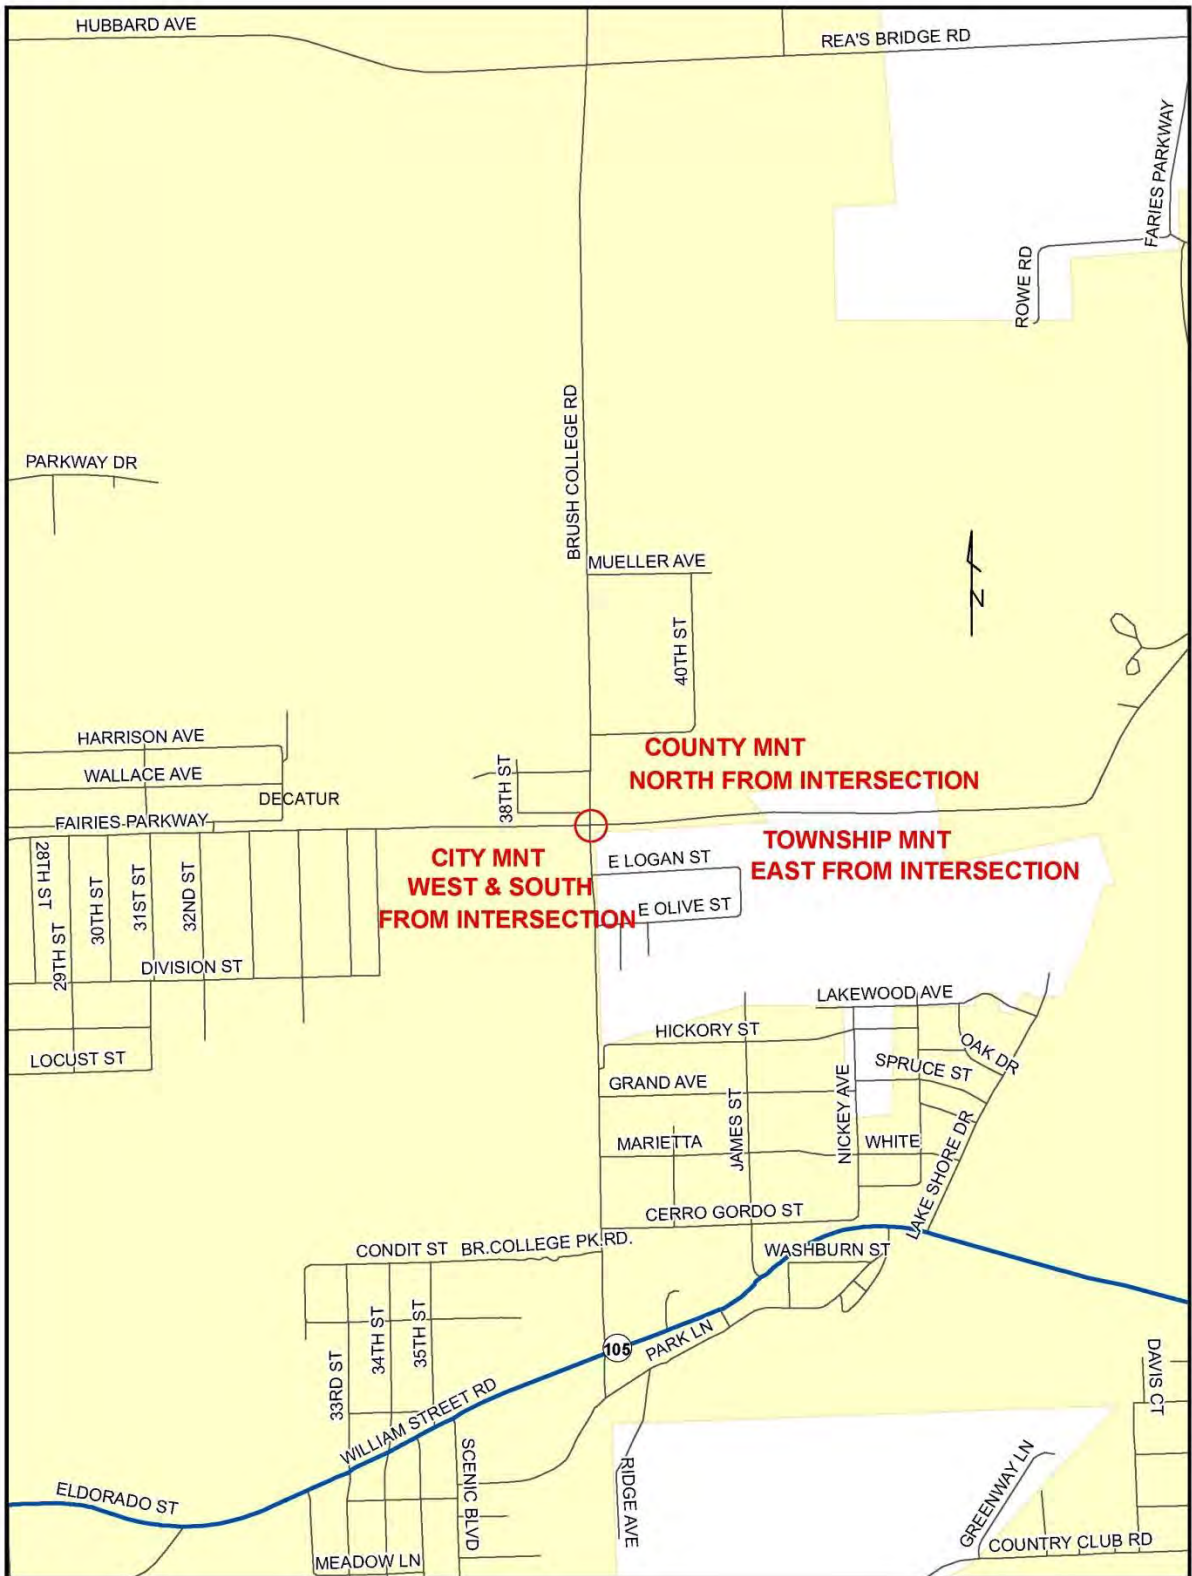 HUBBARD AVE
REA'S BRIDGE RD
FARIES PARKWAY
ROWE RD
BRUSH COLLEGE RD
PARKWAY DR
MUELLER AVE
N
40TH ST
HARRISON AVE
WALLACE AVE
DECATUR
38TH ST
COUNTY MNT
NORTH FROM INTERSECTION
FAIRIES PARKWAY
TOWNSHIP MNT
EAST FROM INTERSECTION
CITY MNT
WEST & SOUTH
FROM INTERSECTION
E LOGAN ST
E OLIVE ST
28TH ST
29TH ST
30TH ST
31ST ST
32ND ST
DIVISION ST
LOCUST ST
LAKEWOOD AVE
HICKORY ST
OAK DR
SPRUCE ST
GRAND AVE
JAMES ST
NICKEY AVE
MARIETTA
WHITE
LAKE SHORE DR
CERRO GORDO ST
CONDIT ST
BR.COLLEGE PK.RD.
WASHBURN ST
33RD ST
34TH ST
35TH ST
105
PARK LN
DAVIS CT
WILLIAM STREET RD
SCENIC BLVD
RIDGE AVE
GREENWAY LN
ELDORADO ST
COUNTRY CLUB RD
MEADOW LN